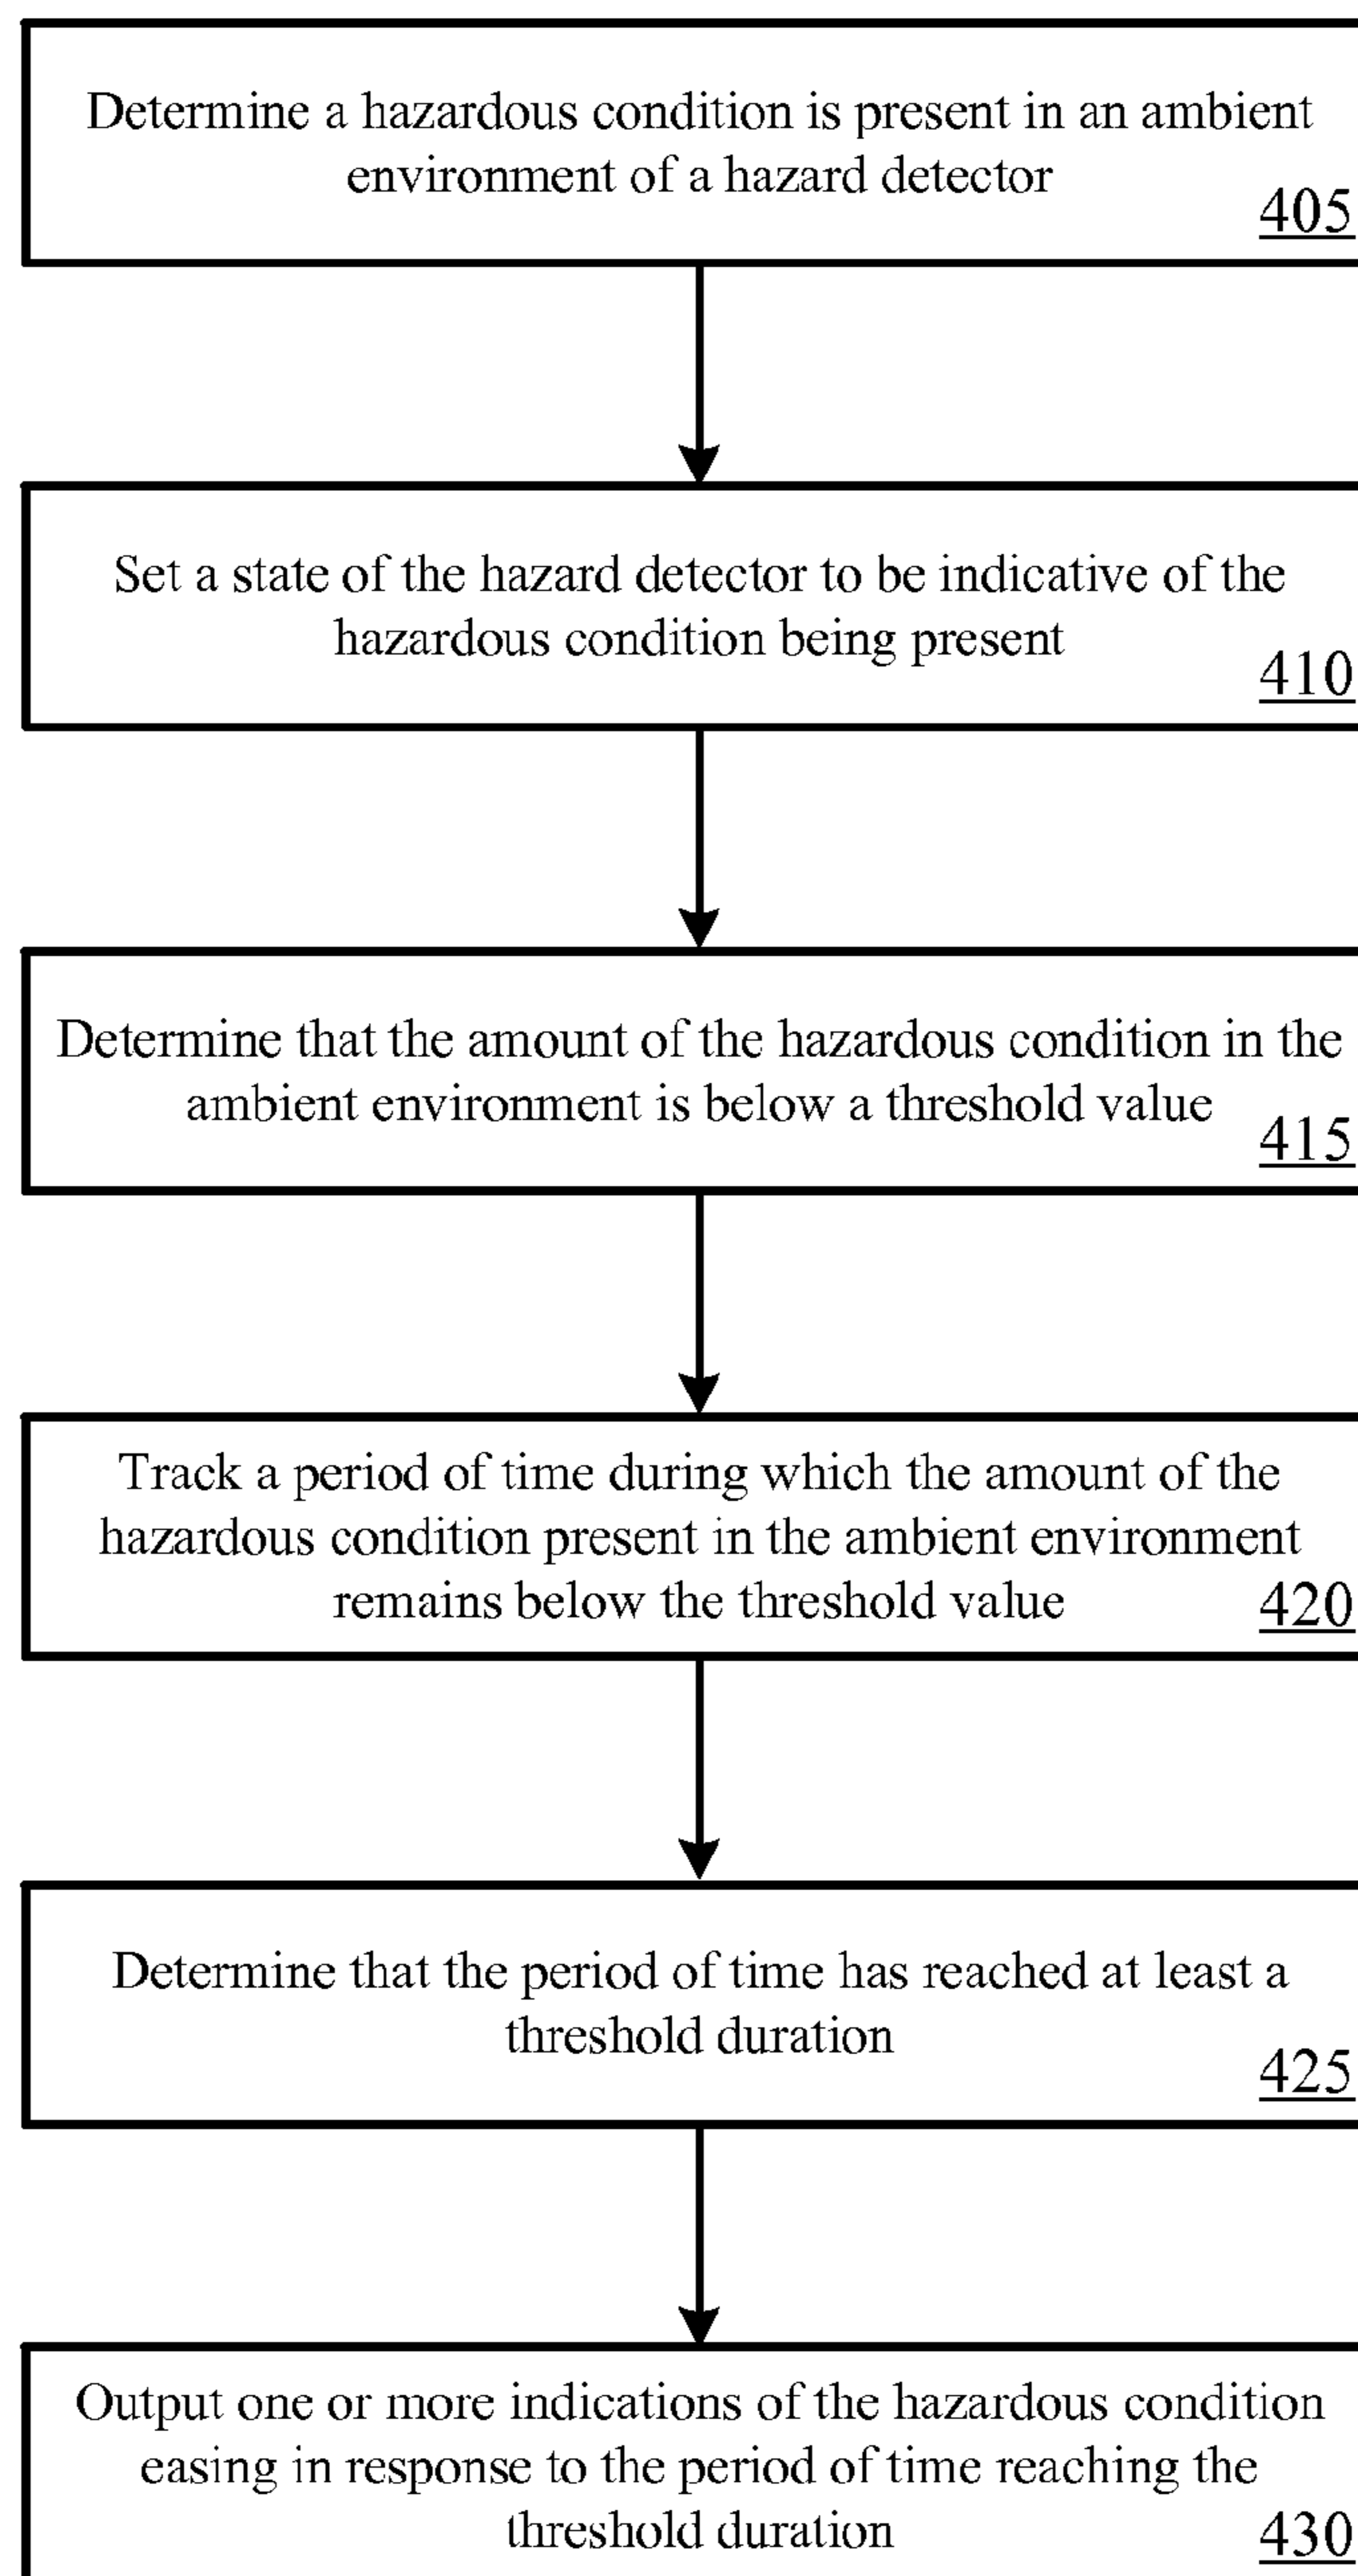 Determine a hazardous condition is present in an ambient
environment of a hazard detector
405
Set a state of the hazard detector to be indicative of the
hazardous condition being present
410
Determine that the amount of the hazardous condition in the
ambient environment is below a threshold value
415
Track a period of time during which the amount of the
hazardous condition present in the ambient environment
remains below the threshold value
420
Determine that the period of time has reached at least a
threshold duration
425
Output one or more indications of the hazardous condition
easing in response to the period of time reaching the
threshold duration
430